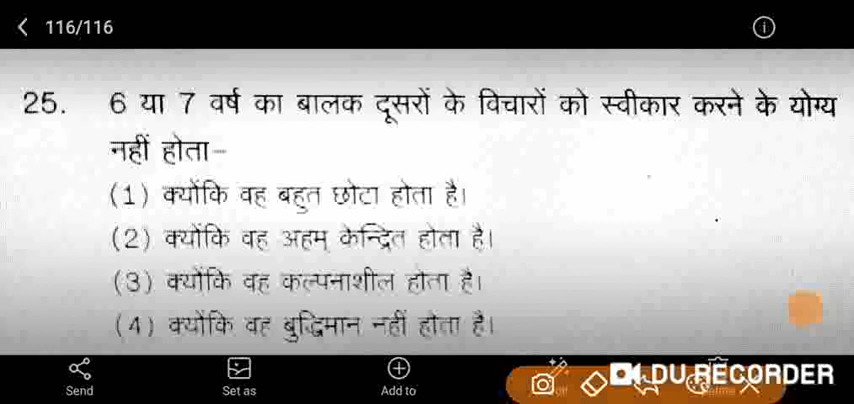 116/116
25. 6 या 7 वर्ष का बालक दूसरों के विचारों को स्वीकार करने के योग्य
नहीं होता-
(1) क्योंकि वह बहुत छोटा होता है।
(2) क्योंकि वह अहम् केन्द्रित होता है।
(3) क्योंकि वह कल्पनाशील होता है।
(4) क्योंकि वह बुद्धिमान नहीं होता है।
Send Set as Add to
DU RECORDER